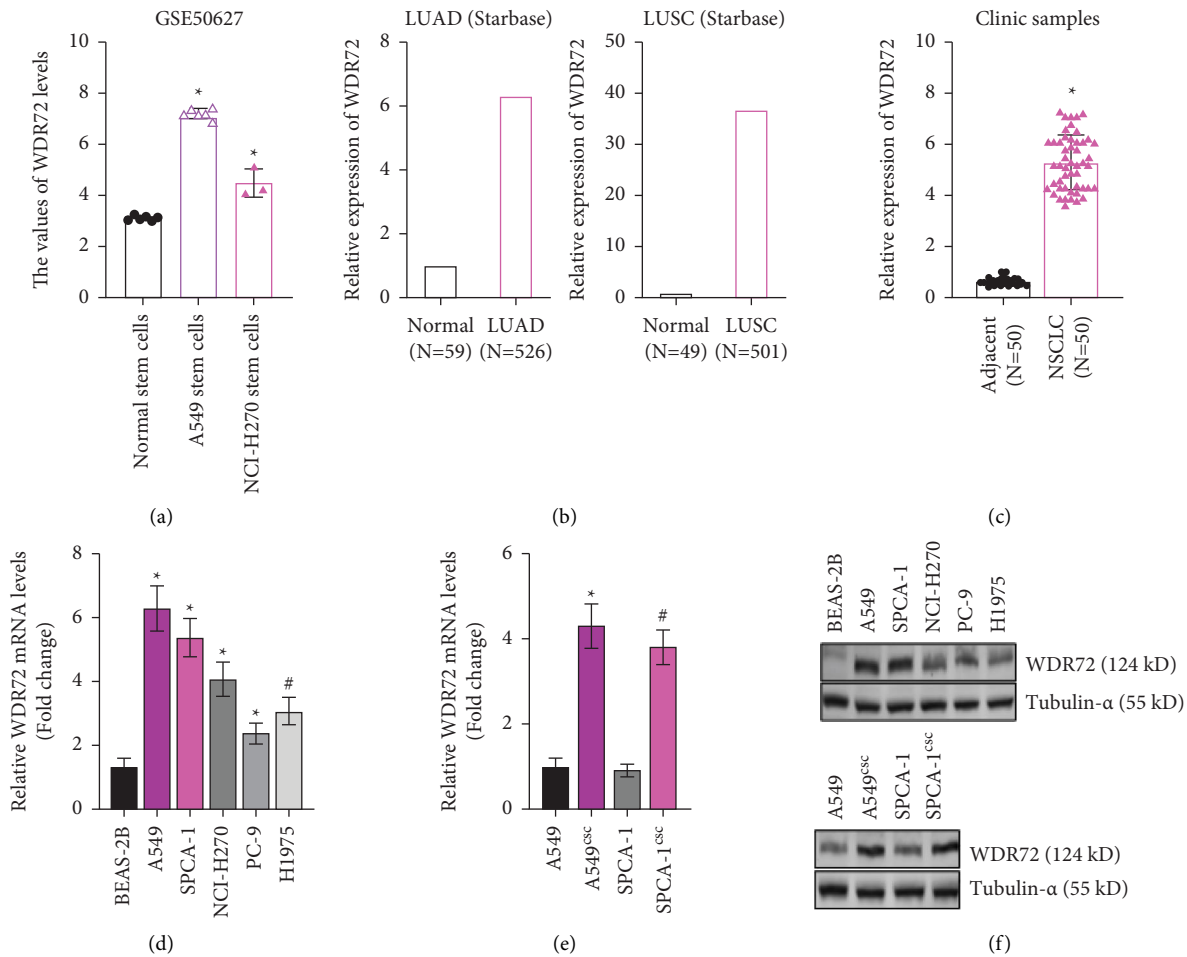 GSE50627
The values of WDR72 levels
10
8
6
4
2
0
*
*
Normal stem cells
A549 stem cells
NCI-H270 stem cells
(a)
LUAD (Starbase)
Relative expression of WDR72
8
6
4
2
0
Normal
(N=59)
LUAD
(N=526)
LUSC (Starbase)
Relative expression of WDR72
50
40
30
20
10
0
Normal
(N=49)
LUSC
(N=501)
(b)
Clinic samples
Relative expression of WDR72
10
8
6
4
2
0
*
Adjacent
(N=50)
NSCLC
(N=50)
(c)
Relative WDR72 mRNA levels
(Fold change)
8
6
4
2
0
*
*
*
*
#
BEAS-2B
A549
SPCA-1
NCI-H270
PC-9
H1975
(d)
Relative WDR72 mRNA levels
(Fold change)
6
4
2
0
*
#
A549
A549csc
SPCA-1
SPCA-1csc
(e)
BEAS-2B
A549
SPCA-1
NCI-H270
PC-9
H1975
WDR72 (124 kD)
Tubulin-α (55 kD)
A549
A549csc
SPCA-1
SPCA-1csc
WDR72 (124 kD)
Tubulin-α (55 kD)
(f)